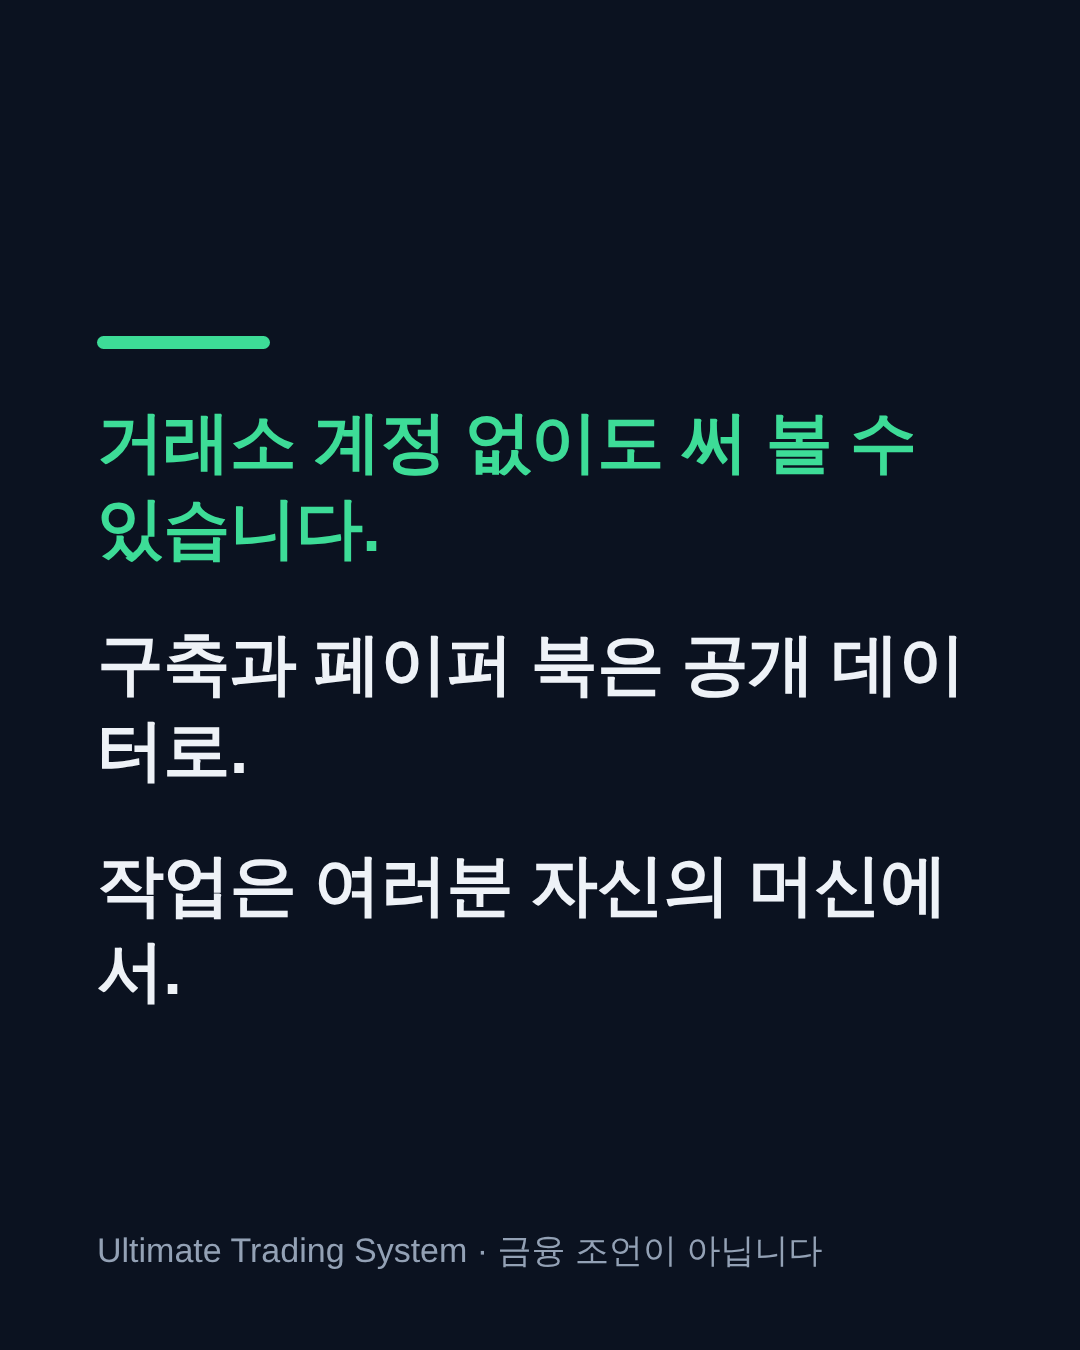 거래소 계정 없이도 써 볼 수
있습니다.
구축과 페이퍼 북은 공개 데이
터로.
작업은 여러분 자신의 머신에
서.
Ultimate Trading System · 금융 조언이 아닙니다